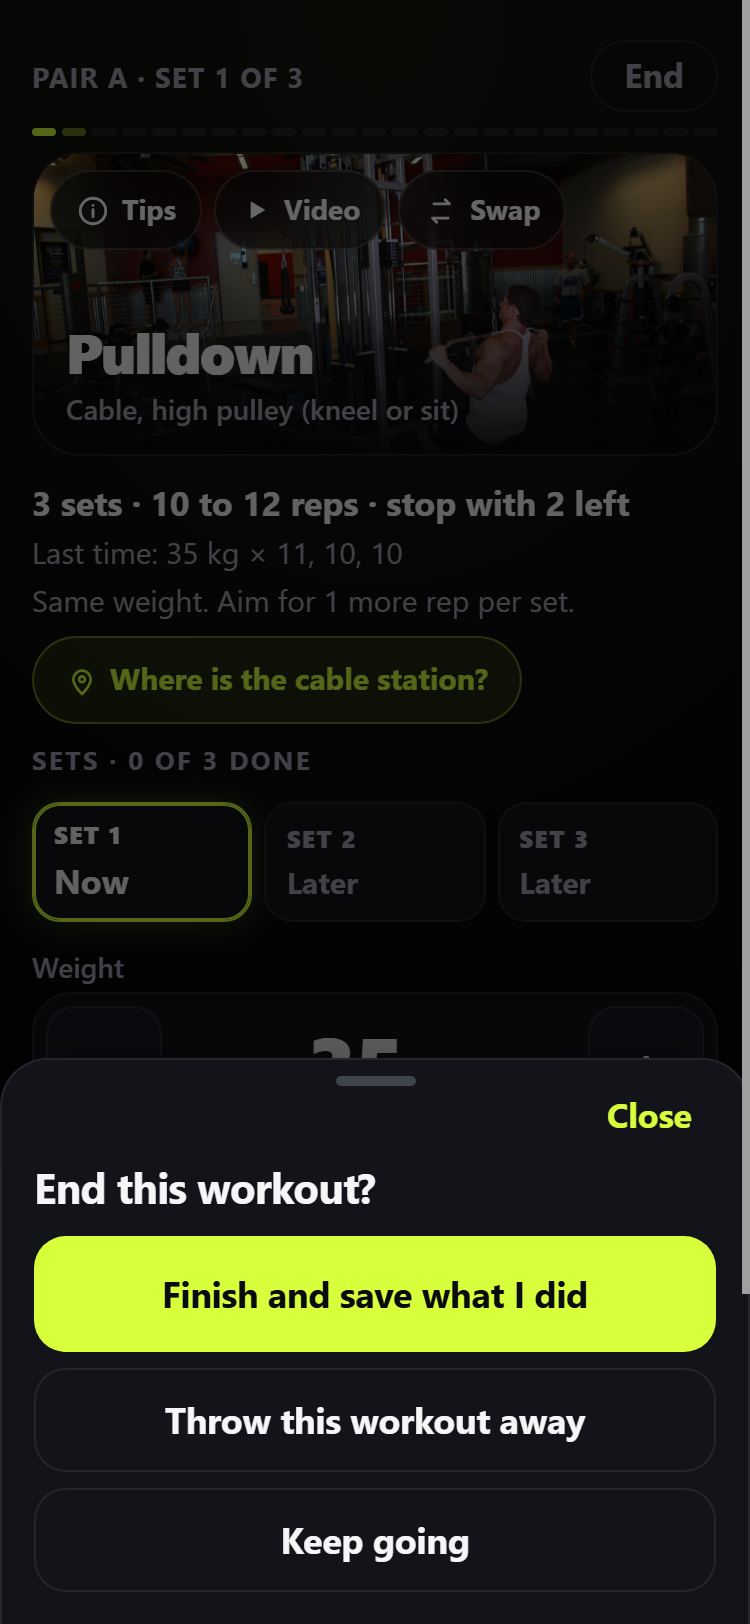 PAIR A · SET 1 OF 3
End
Tips
Video
Swap
Pulldown
Cable, high pulley (kneel or sit)
3 sets · 10 to 12 reps · stop with 2 left
Last time: 35 kg × 11, 10, 10
Same weight. Aim for 1 more rep per set.
Where is the cable station?
SETS · 0 OF 3 DONE
SET 1
Now
SET 2
Later
SET 3
Later
Weight
35
Close
End this workout?
Finish and save what I did
Throw this workout away
Keep going